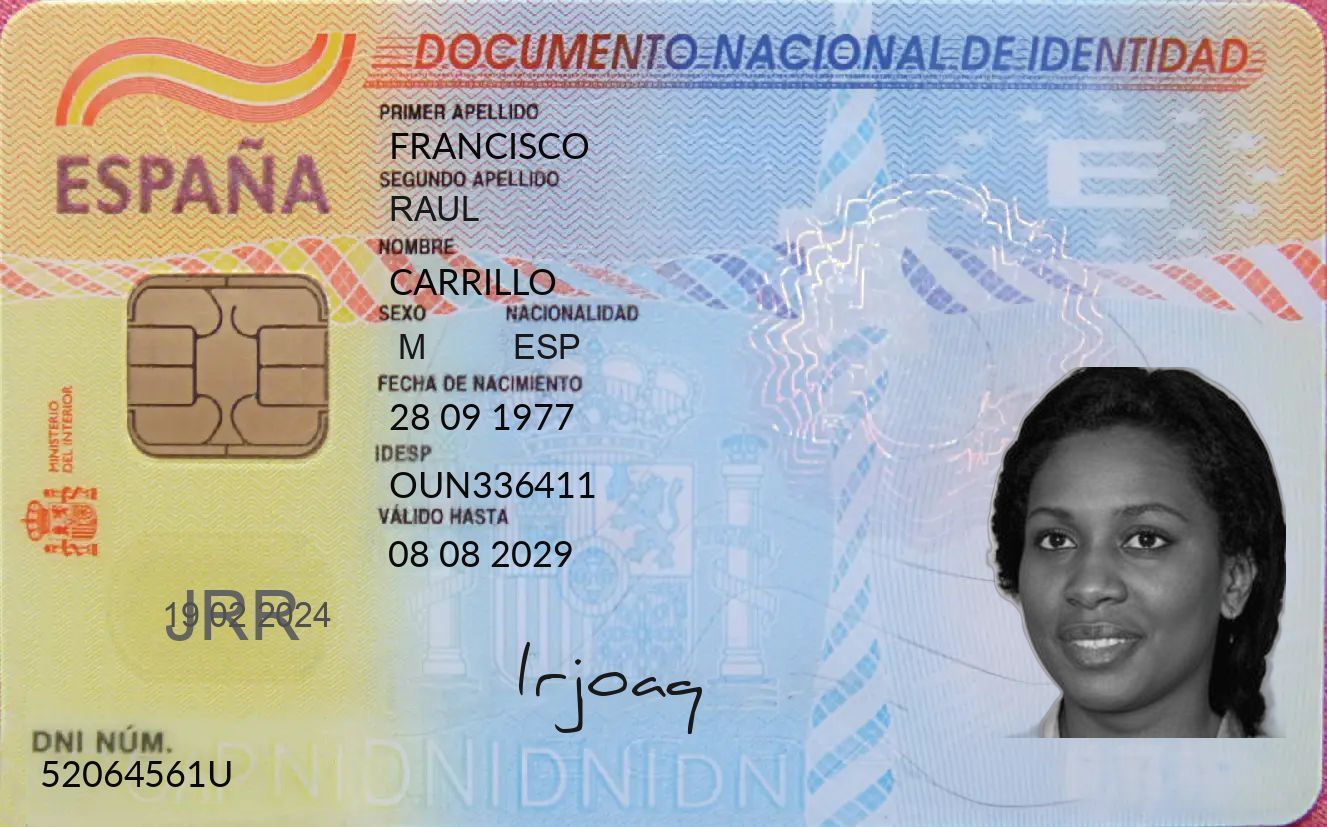 DOCUMENTO NACIONAL DE IDENTIDAD
ESPAÑA
PRIMER APELLIDO
FRANCISCO
SEGUNDO APELLIDO
RAUL
NOMBRE
CARRILLO
SEXO NACIONALIDAD
M ESP
FECHA DE NACIMIENTO
28 09 1977
IDESP
OUN336411
VÁLIDO HASTA
08 08 2029
MINISTERIO
DEL INTERIOR
19 02 2024
JRR
Irjoaq
E
DNI NÚM.
52064561U
DNIDNIDNIDN